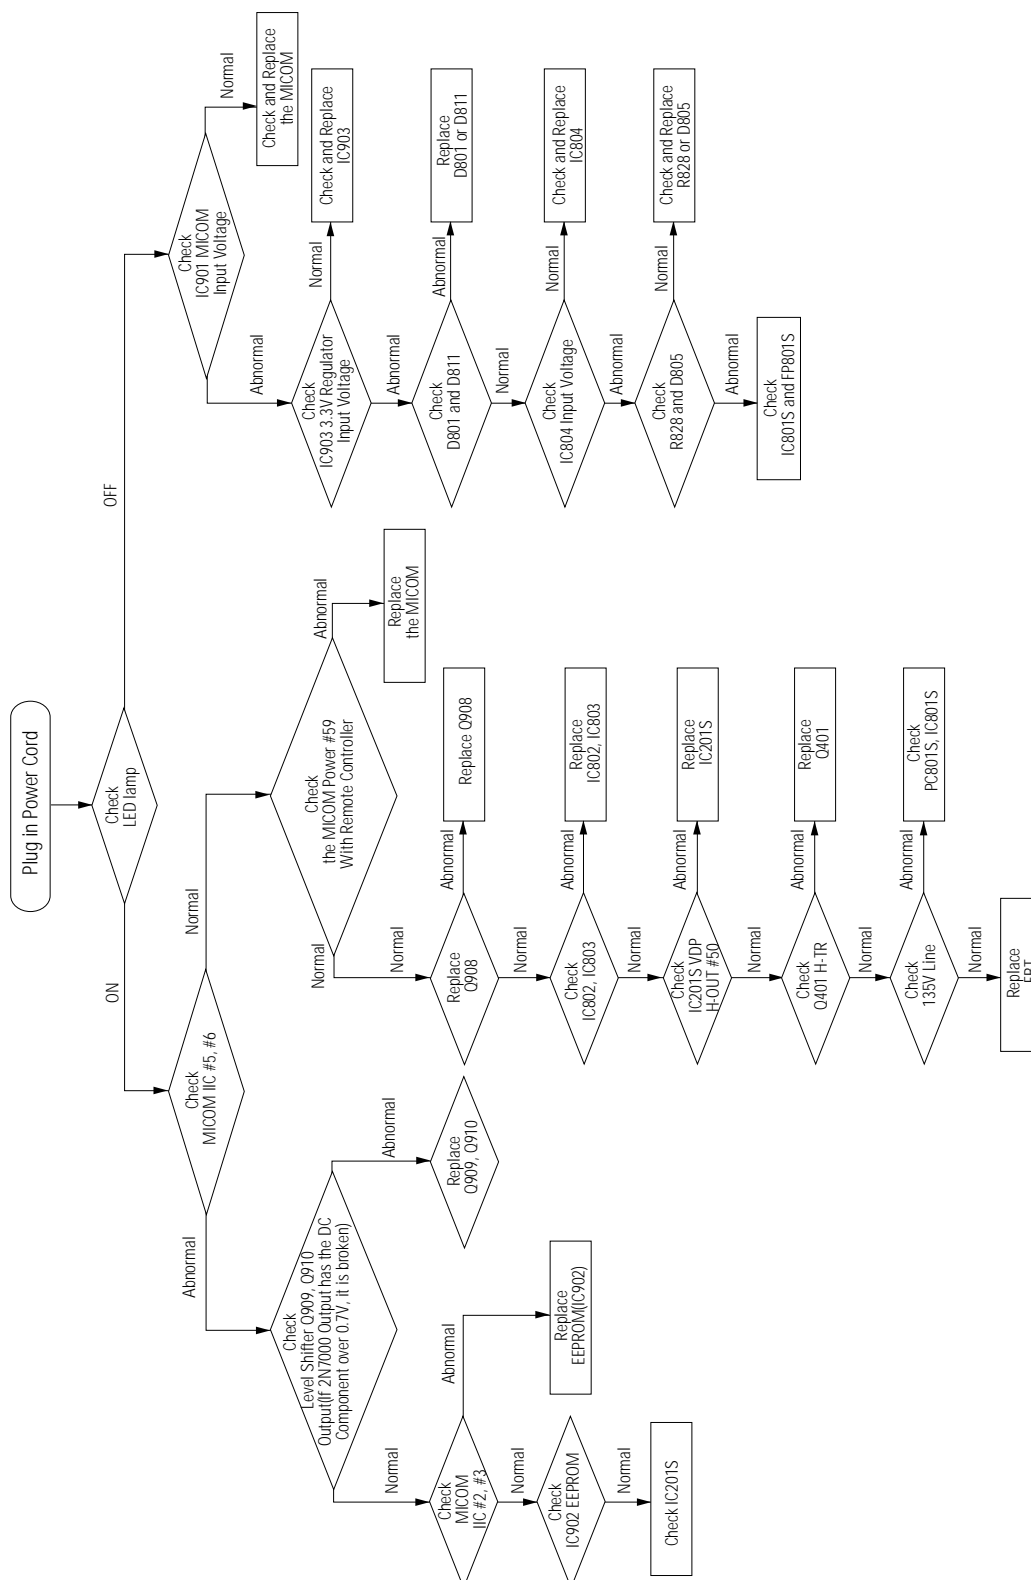 Plug in Power Cord
Check
LED lamp
ON
OFF
Check
MICOM IIC #5, #6
Abnormal
Normal
Check
IC901 MICOM
Input Voltage
Abnormal
Normal
Check and Replace
the MICOM
Check
Level Shifter Q909, Q910
Output(If 2N7000 Output has the DC
Component over 0.7V, it is broken)
Normal
Abnormal
Replace
Q909, Q910
Check
MICOM
IIC #2, #3
Abnormal
Replace
EEPROM(IC902)
Normal
Check
IC902 EEPROM
Normal
Check IC201S
Check
the MICOM Power #59
With Remote Controller
Normal
Abnormal
Replace
the MICOM
Normal
Replace
Q908
Abnormal
Replace Q908
Normal
Check
IC802, IC803
Abnormal
Replace
IC802, IC803
Normal
Check
IC201S VDP
H-OUT #50
Abnormal
Replace
IC201S
Normal
Check
Q401 H-TR
Abnormal
Replace
Q401
Normal
Check
135V Line
Abnormal
Check
PC801S, IC801S
Normal
Replace
Check
IC903 3.3V Regulator
Input Voltage
Normal
Check and Replace
IC903
Abnormal
Check
D801 and D811
Abnormal
Replace
D801 or D811
Normal
Check
IC804 Input Voltage
Normal
Check and Replace
IC804
Abnormal
Check
R828 and D805
Normal
Check and Replace
R828 or D805
Abnormal
Check
IC801S and FP801S